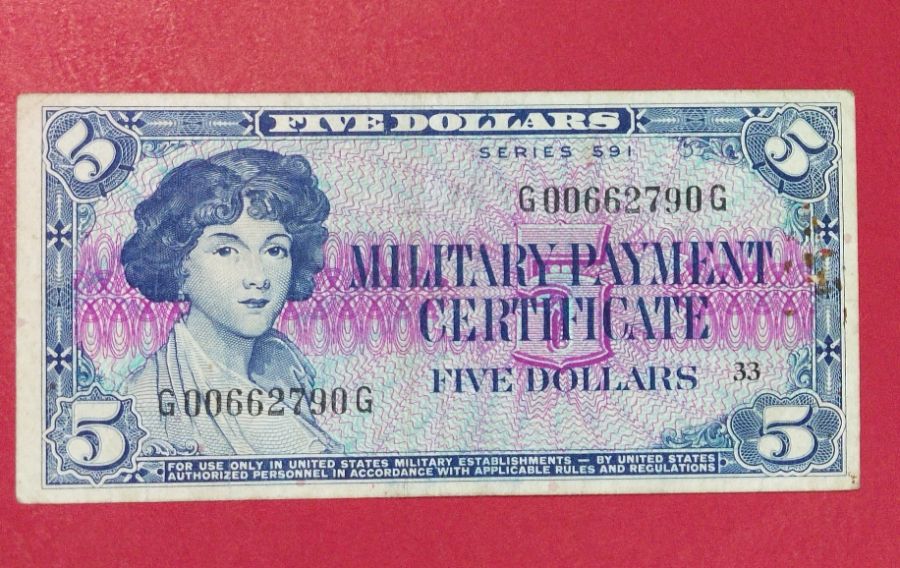 5 FIVE DOLLARS 5
SERIES 591
G00662790G
MILITARY PAYMENT
CERTIFICATE
FIVE DOLLARS 33
G00662790G
5 5
FOR USE ONLY IN UNITED STATES MILITARY ESTABLISHMENTS — BY UNITED STATES
AUTHORIZED PERSONNEL IN ACCORDANCE WITH APPLICABLE RULES AND REGULATIONS